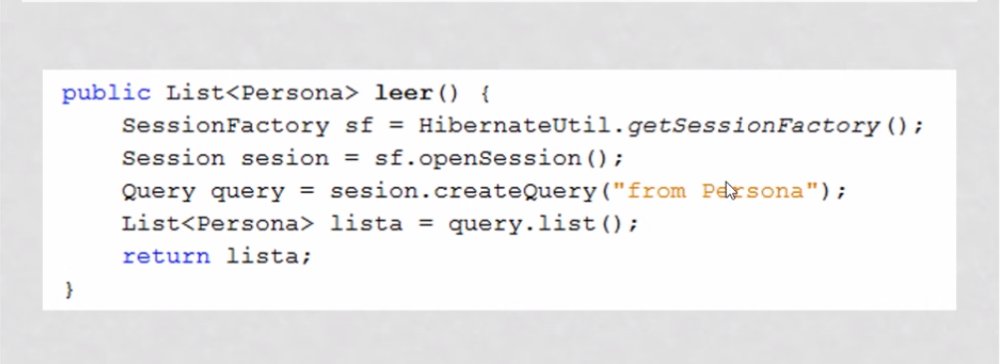 public List<Persona> leer() {
SessionFactory sf = HibernateUtil.getSessionFactory();
Session sesion = sf.openSession();
Query query = sesion.createQuery("from Persona");
List<Persona> lista = query.list();
return lista;
}